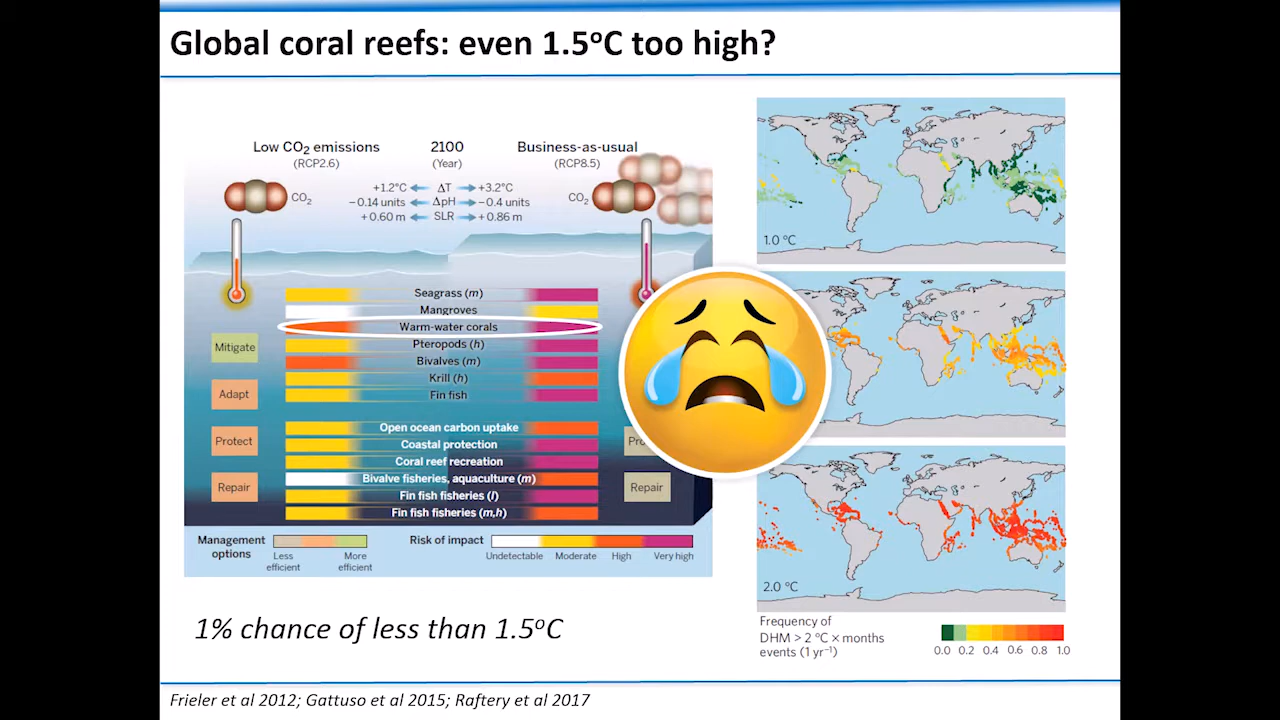 Global coral reefs: even 1.5ºC too high?
Low CO2 emissions
(RCP2.6)
2100
(Year)
Business-as-usual
(RCP8.5)
CO2
+1.2°C ΔT +3.2°C
−0.14 units ΔpH −0.4 units
+0.60 m SLR +0.86 m
CO2
Seagrass (m)
Mangroves
Warm-water corals
Pteropods (h)
Bivalves (m)
Krill (h)
Fin fish
Open ocean carbon uptake
Coastal protection
Coral reef recreation
Bivalve fisheries, aquaculture (m)
Fin fish fisheries (l)
Fin fish fisheries (m,h)
Mitigate
Adapt
Protect
Repair
Repair
Management
options
Less
efficient
More
efficient
Risk of impact
Undetectable Moderate High Very high
1.0 °C
2.0 °C
Frequency of
DHM > 2 °C × months
events (1 yr⁻¹)
0.0 0.2 0.4 0.6 0.8 1.0
1% chance of less than 1.5ºC
Frieler et al 2012; Gattuso et al 2015; Raftery et al 2017